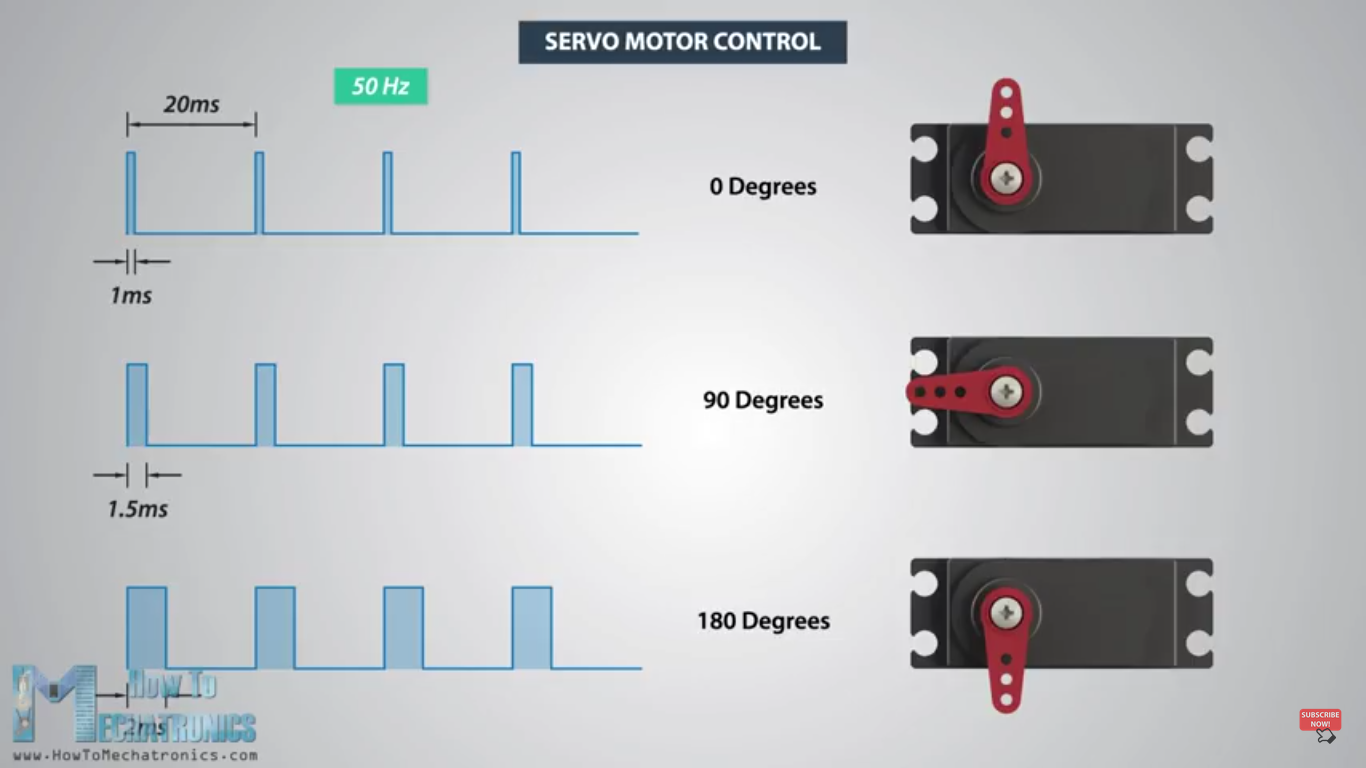 SERVO MOTOR CONTROL
50 Hz
20ms
0 Degrees
1ms
90 Degrees
1.5ms
180 Degrees
How To
MECHATRONICS
2ms
www.HowToMechatronics.com
SUBSCRIBE
NOW!